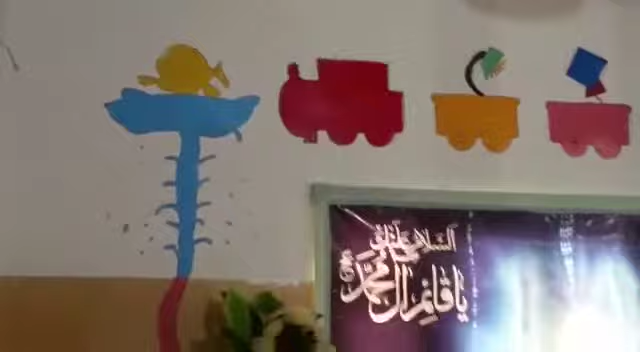 السلام علیک
یا قائم آل محمد